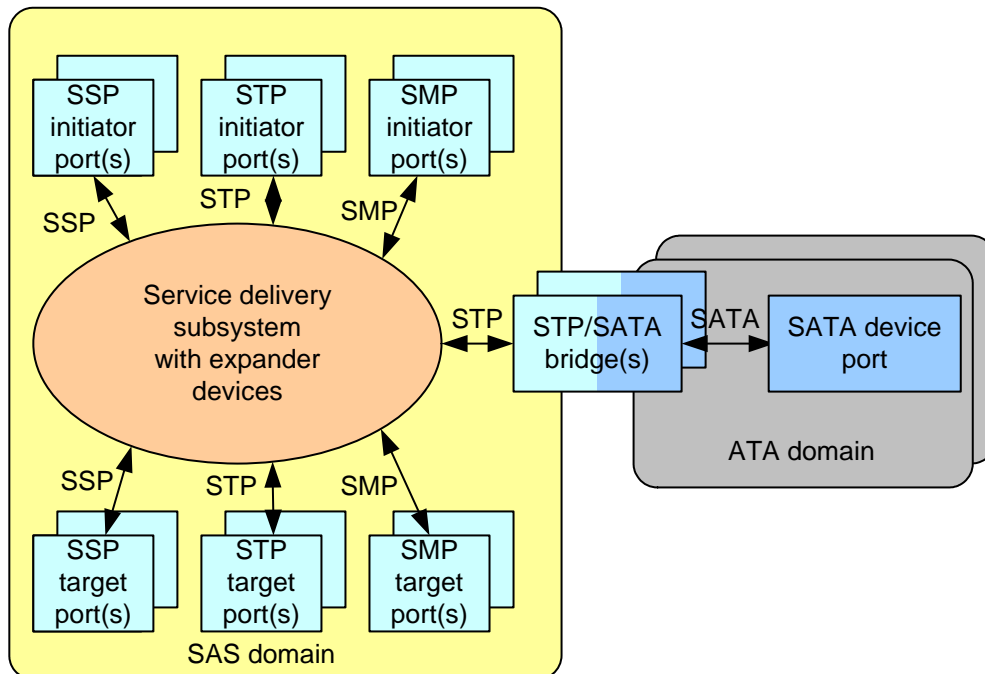 SSP
initiator
port(s)
STP
initiator
port(s)
SMP
initiator
port(s)
SSP
STP
SMP
Service delivery
subsystem
with expander
devices
STP
STP/SATA
bridge(s)
SATA
SATA device
port
ATA domain
SSP
STP
SMP
SSP
target
port(s)
STP
target
port(s)
SMP
target
port(s)
SAS domain